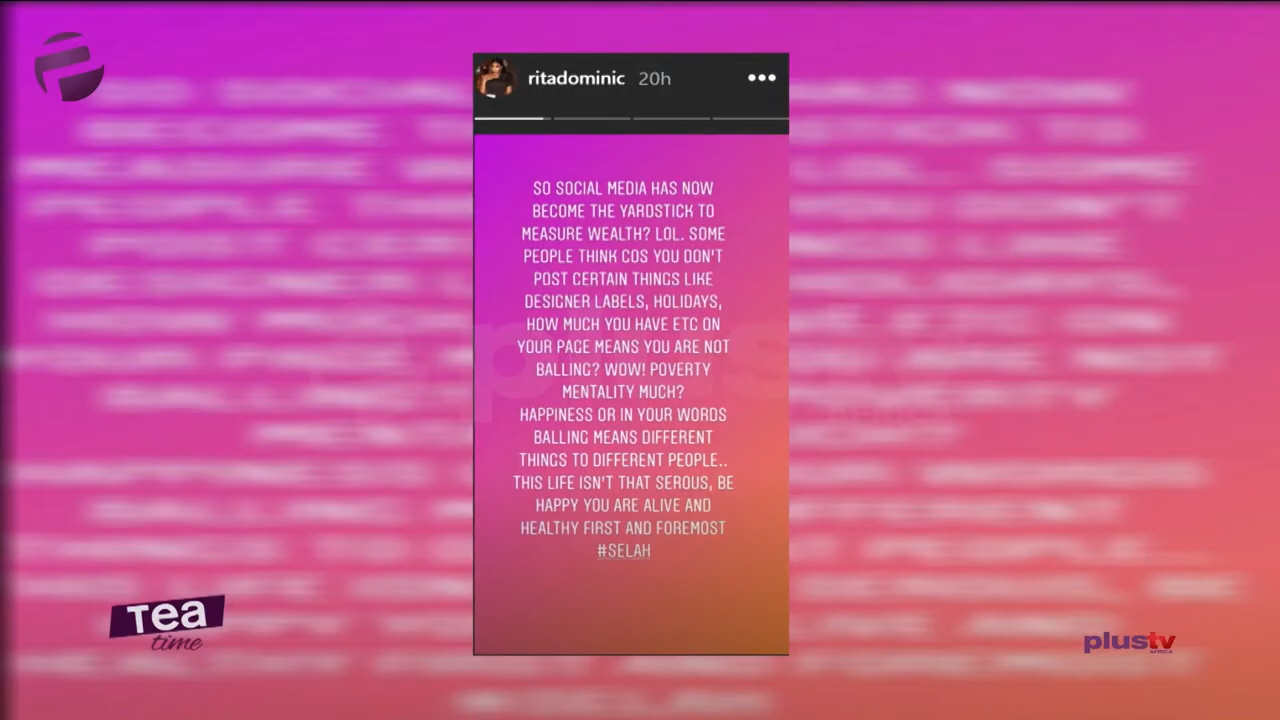 ritadominic 20h
SO SOCIAL MEDIA HAS NOW
BECOME THE YARDSTICK TO
MEASURE WEALTH? LOL. SOME
PEOPLE THINK COS YOU DON'T
POST CERTAIN THINGS LIKE
DESIGNER LABELS, HOLIDAYS,
HOW MUCH YOU HAVE ETC ON
YOUR PAGE MEANS YOU ARE NOT
BALLING? WOW! POVERTY
MENTALITY MUCH?
HAPPINESS OR IN YOUR WORDS
BALLING MEANS DIFFERENT
THINGS TO DIFFERENT PEOPLE..
THIS LIFE ISN'T THAT SEROUS, BE
HAPPY YOU ARE ALIVE AND
HEALTHY FIRST AND FOREMOST
#SELAH
Tea
time
plustv
AFRICA